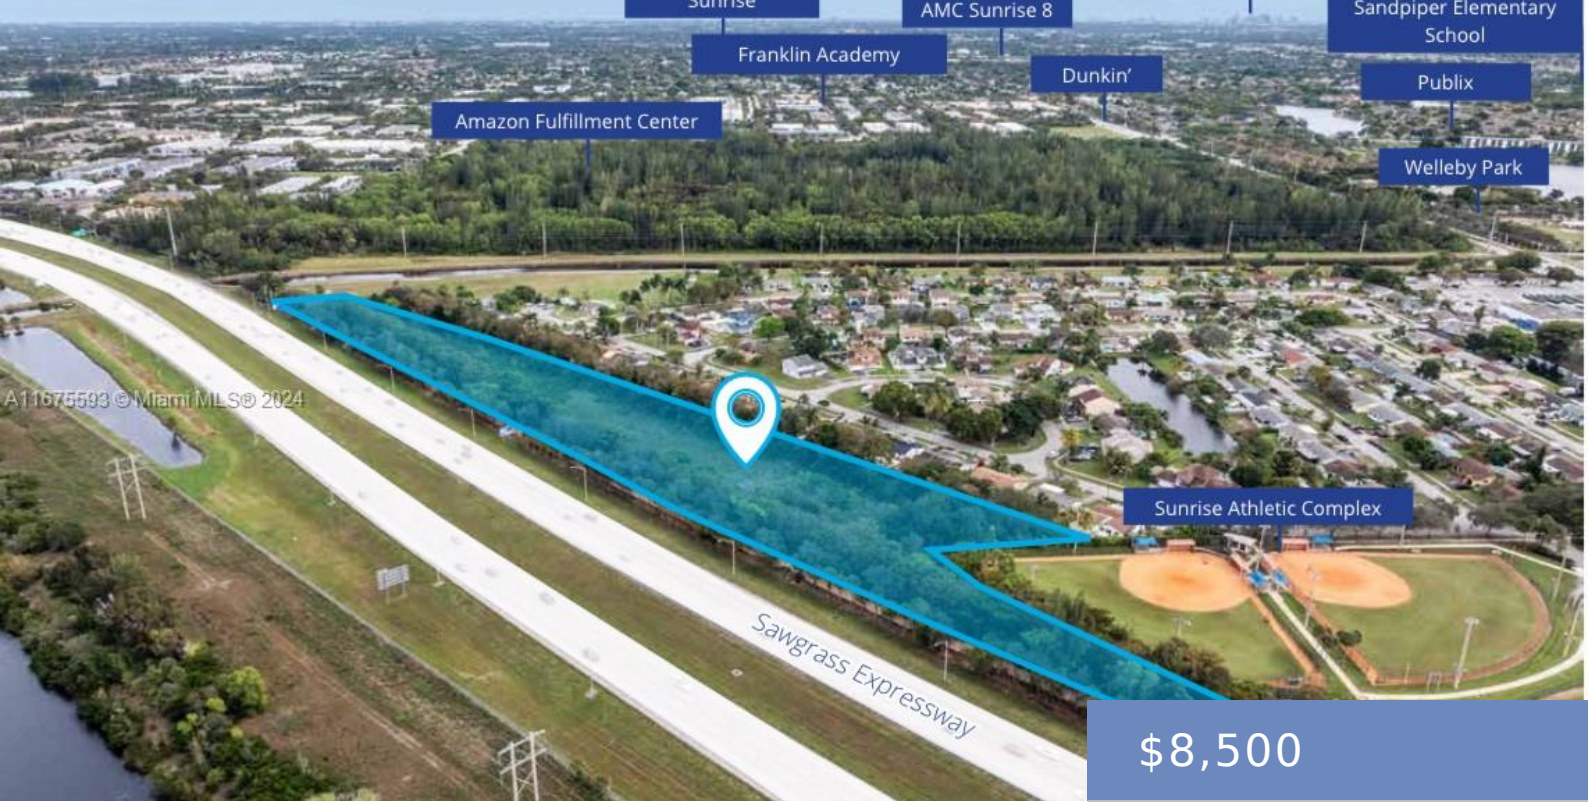 Sunrise
AMC Sunrise 8
Sandpiper Elementary
School
Franklin Academy
Dunkin’
Publix
Amazon Fulfillment Center
Welleby Park
A11675593 © Miami MLS® 2024
Sunrise Athletic Complex
Sawgrass Expressway
$8,500